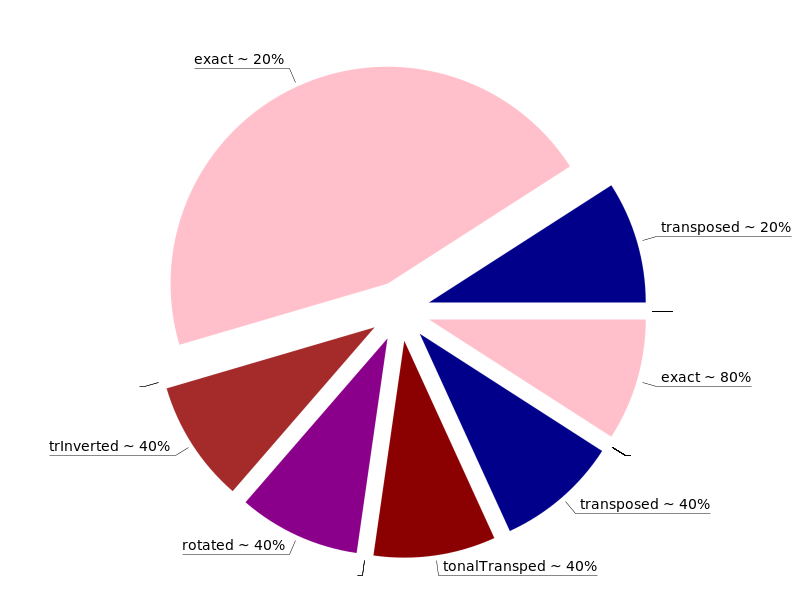 exact ~ 20%
transposed ~ 20%
exact ~ 80%
trInverted ~ 40%
transposed ~ 40%
rotated ~ 40%
tonalTransped ~ 40%